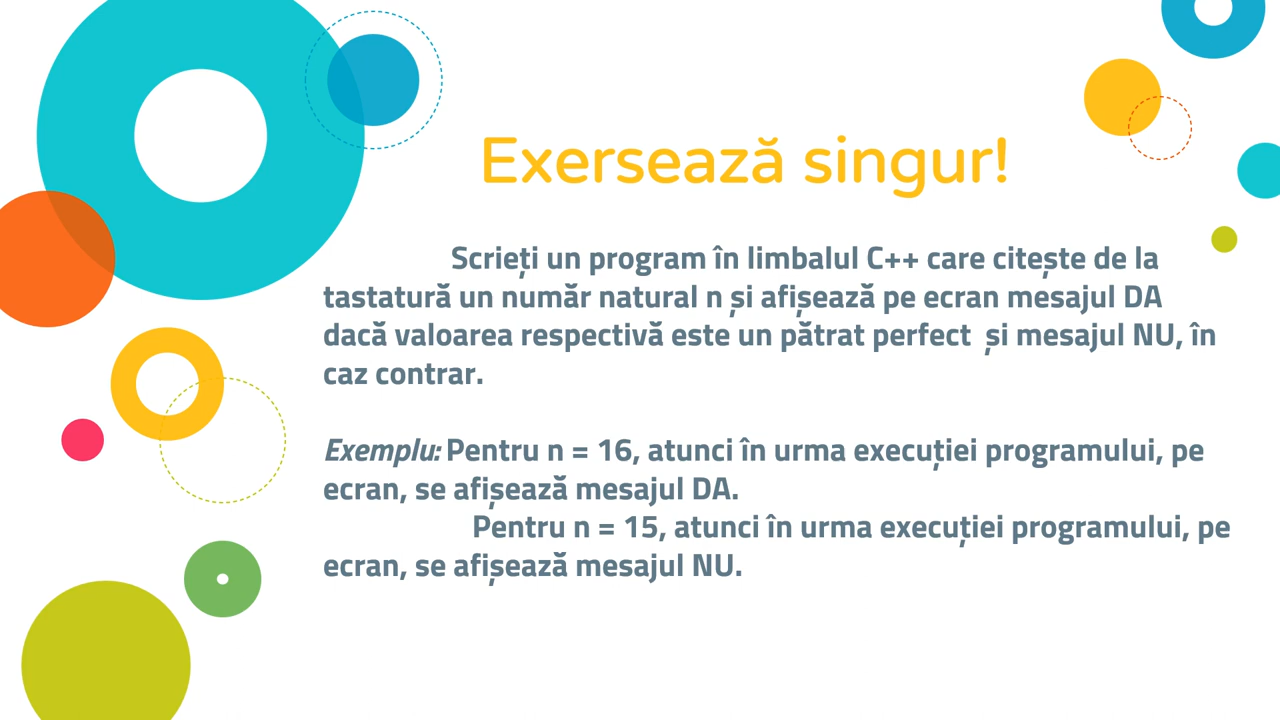 Exersează singur!
Scrieți un program în limbalul C++ care citește de la
tastatură un număr natural n și afișează pe ecran mesajul DA
dacă valoarea respectivă este un pătrat perfect și mesajul NU, în
caz contrar.
Exemplu: Pentru n = 16, atunci în urma execuției programului, pe
ecran, se afișează mesajul DA.
Pentru n = 15, atunci în urma execuției programului, pe
ecran, se afișează mesajul NU.